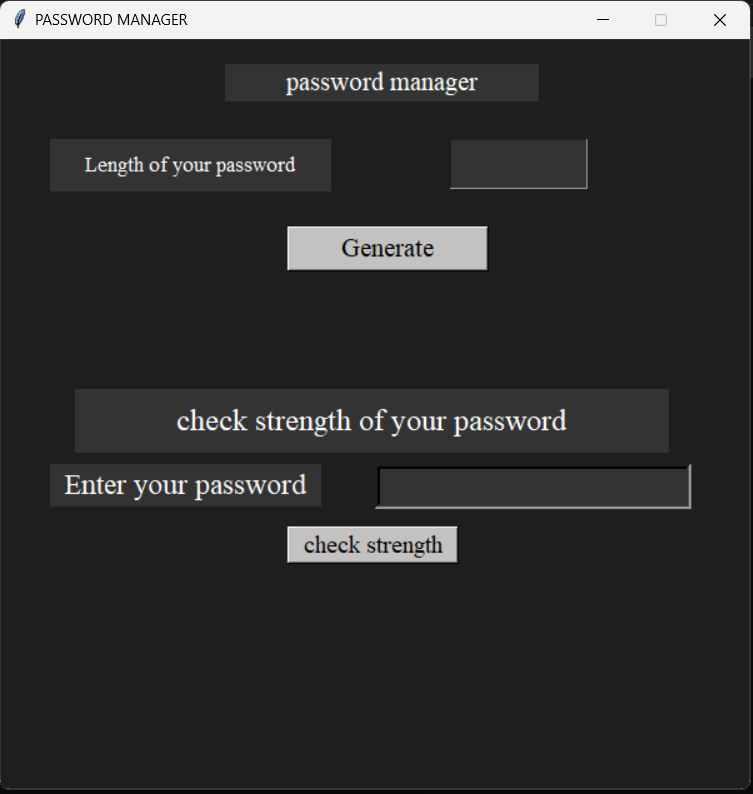 PASSWORD MANAGER
password manager
Length of your password
Generate
check strength of your password
Enter your password
check strength